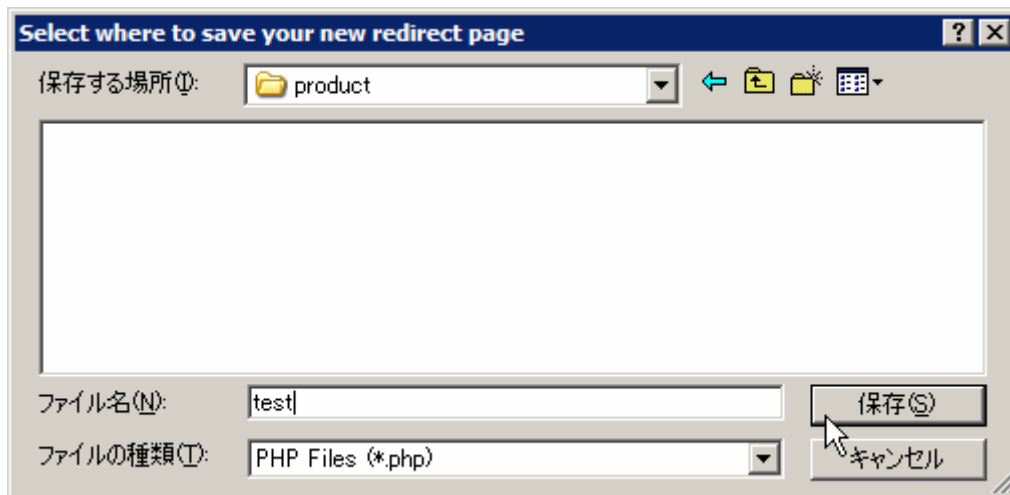 Select where to save your new redirect page
保存する場所(I): product
ファイル名(N): test 保存(S)
ファイルの種類(T): PHP Files (*.php) キャンセル